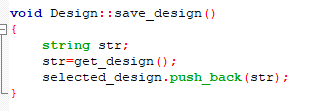 void Design::save_design()
{
string str;
str=get_design();
selected_design.push_back(str);
}